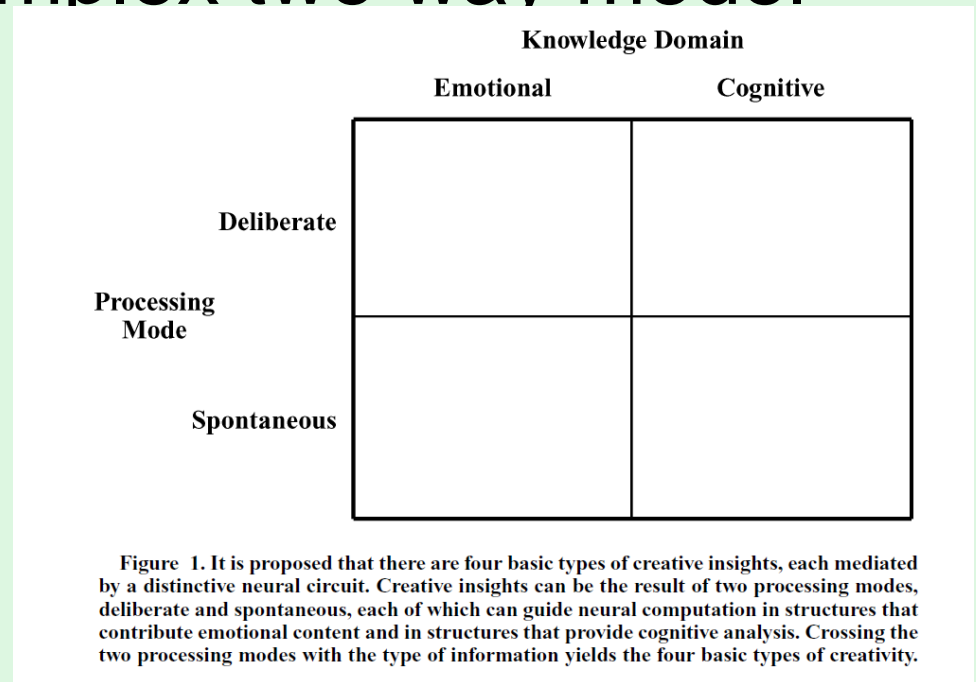 mplex two way model
Knowledge Domain
Emotional Cognitive
Deliberate
Processing
Mode
Spontaneous
Figure 1. It is proposed that there are four basic types of creative insights, each mediated
by a distinctive neural circuit. Creative insights can be the result of two processing modes,
deliberate and spontaneous, each of which can guide neural computation in structures that
contribute emotional content and in structures that provide cognitive analysis. Crossing the
two processing modes with the type of information yields the four basic types of creativity.